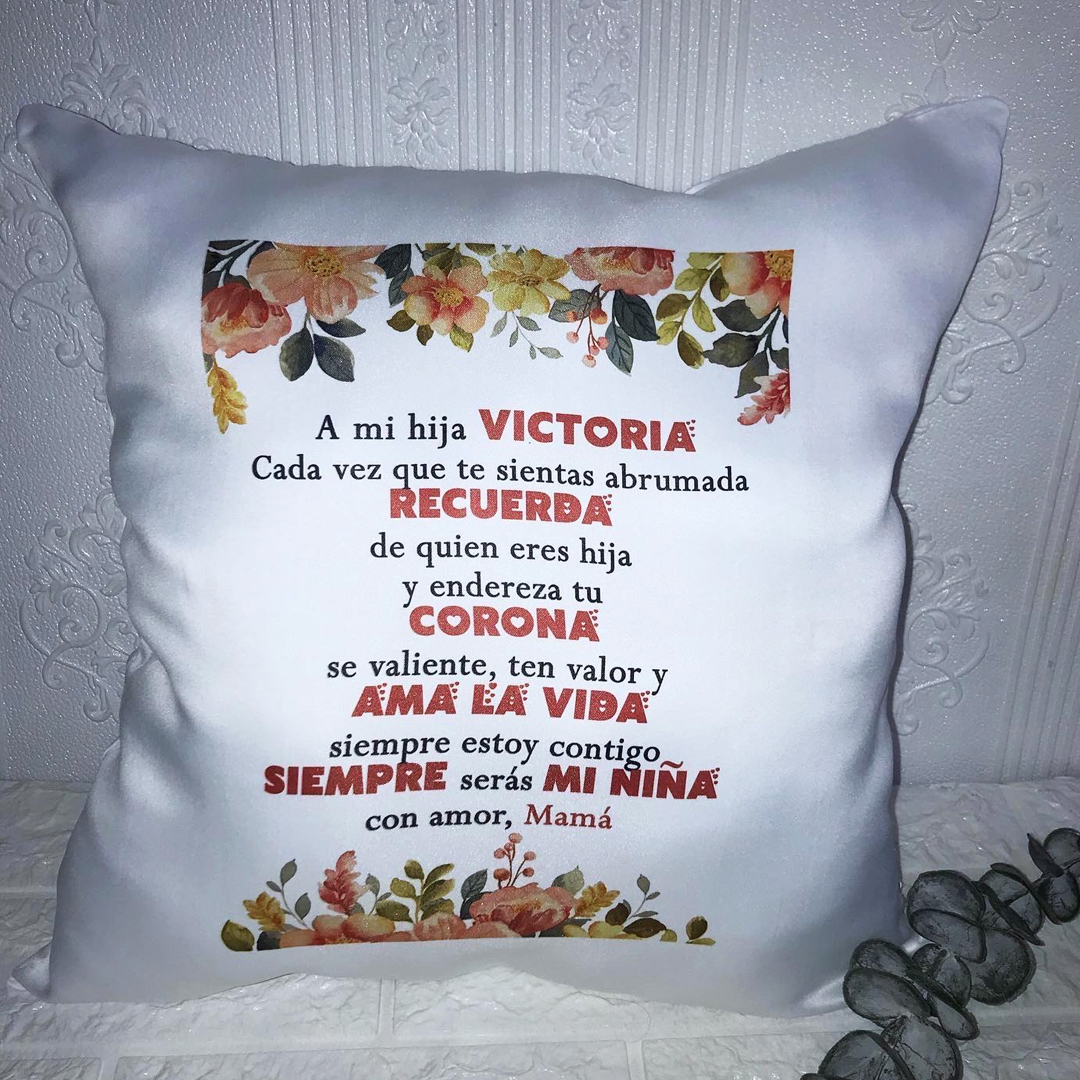 A mi hija VICTORIA
Cada vez que te sientas abrumada
RECUERDA
de quien eres hija
y endereza tu
CORONA
se valiente, ten valor y
AMA LA VIDA
siempre estoy contigo
SIEMPRE serás MI NIÑA
con amor, Mamá